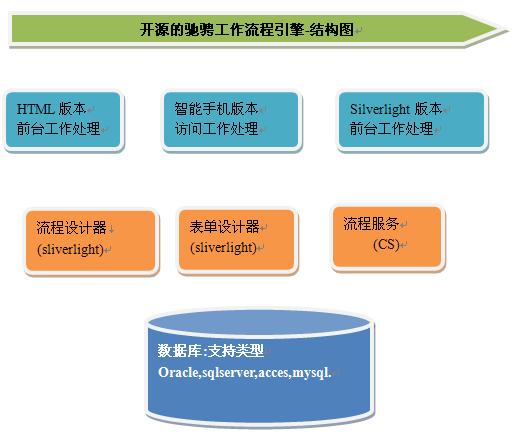 开源的驰骋工作流程引擎-结构图
HTML 版本
前台工作处理
智能手机版本
访问工作处理
Silverlight 版本
前台工作处理
流程设计器
(sliverlight)
表单设计器
(sliverlight)
流程服务
(CS)
数据库:支持类型
Oracle,sqlserver,acces,mysql.